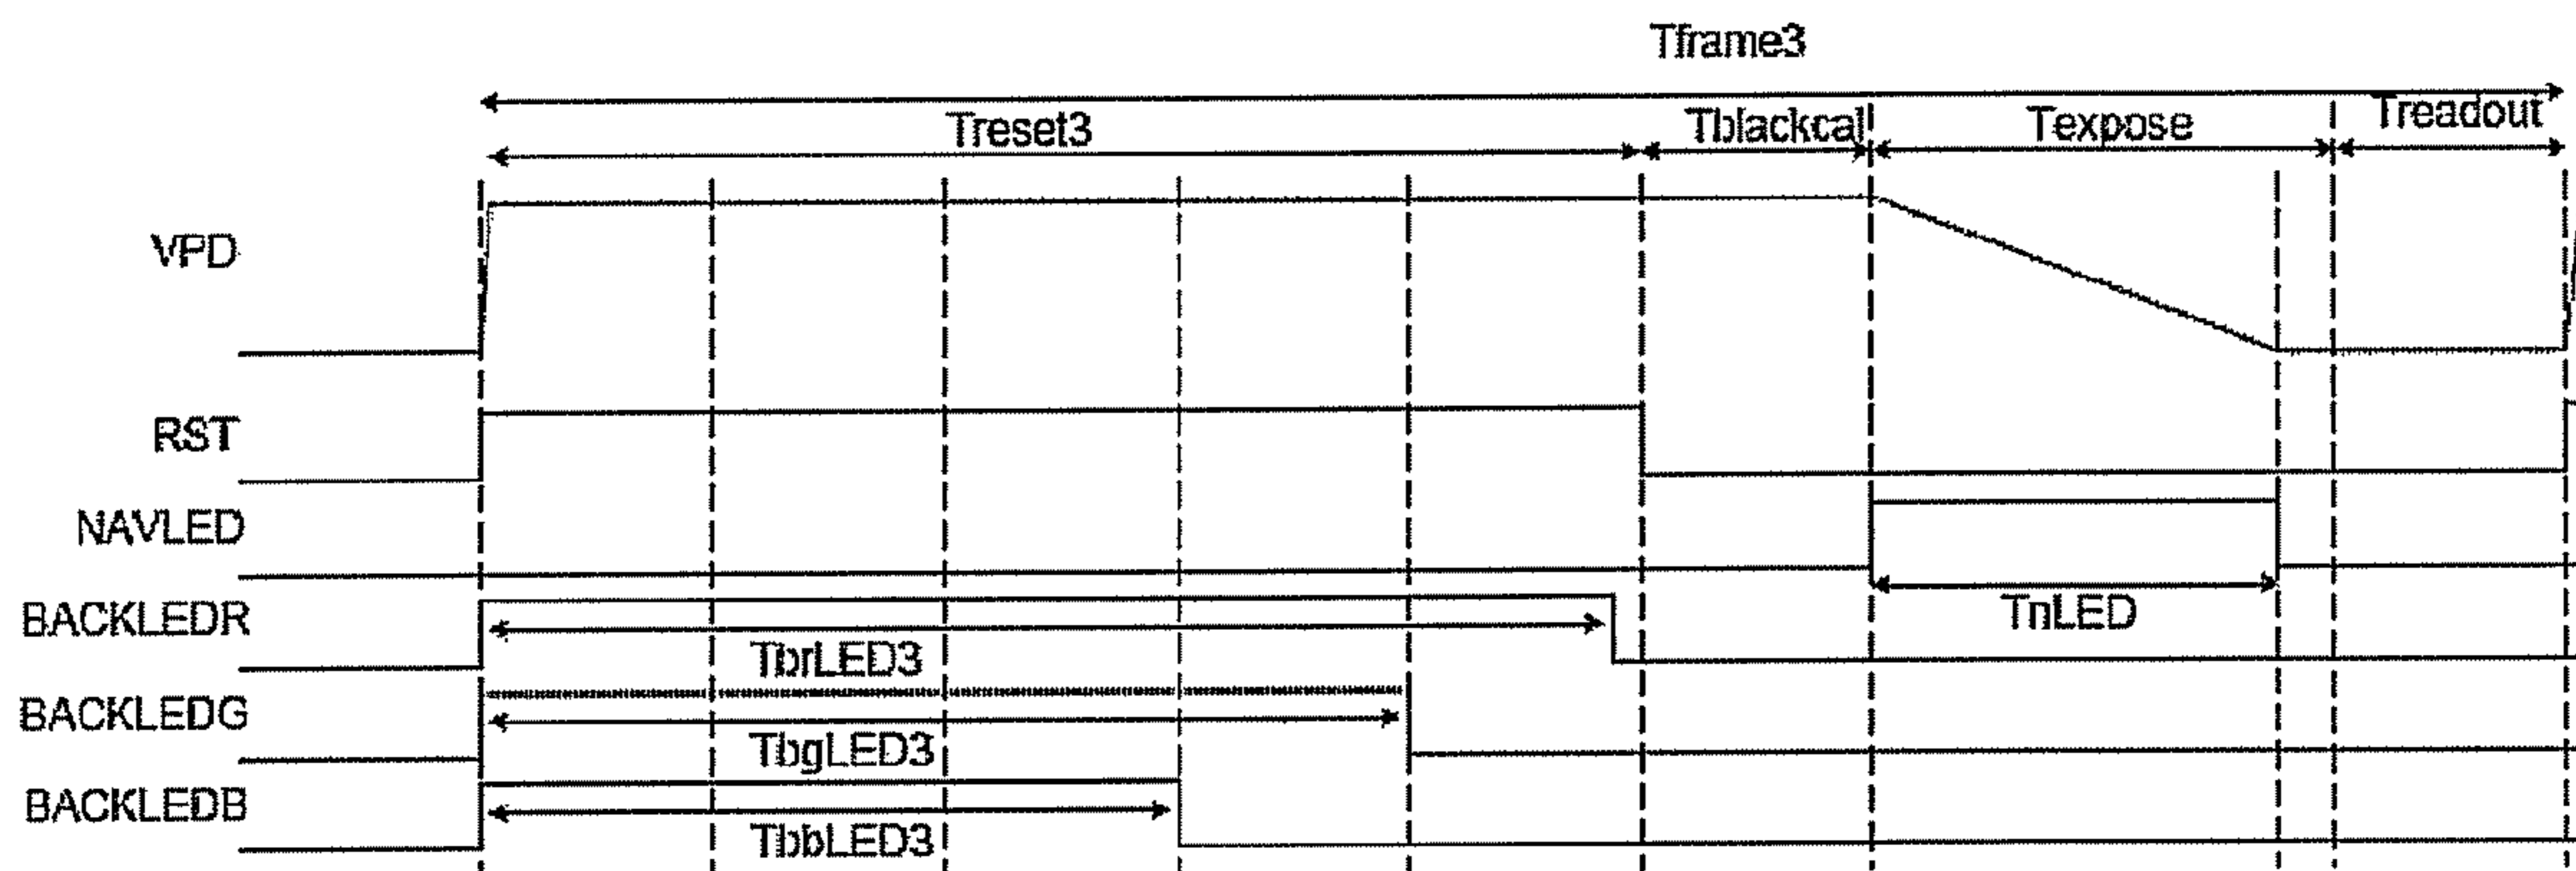 Tframe3
Treset3 Tblackcal Texpose Treadout
VPD
RST
NAVLED
BACKLEDR
TnLED
TbrLED3
BACKLEDG
TbgLED3
BACKLEDB
TbbLED3